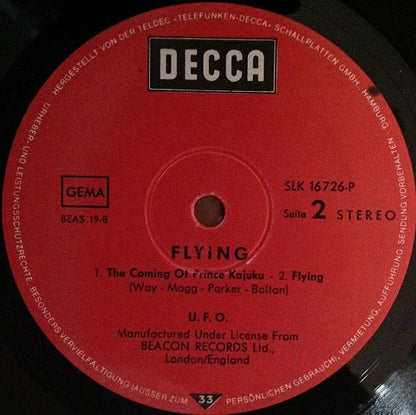 HERGESTELLT VON DER TELDEC »TELEFUNKEN-DECCA« SCHALLPLATTEN GMBH, HAMBURG
URHEBER- UND LEISTUNGSSCHUTZRECHTE, BESONDERS VERVIELFÄLTIGUNG (AUSSER ZUM PERSÖNLICHEN GEBRAUCH), VERMIETUNG, AUFFÜHRUNG, SENDUNG VORBEHALTEN
DECCA
GEMA
BEAS 19-B
SLK 16726-P
Seite 2 STEREO
FLYiNG
1. The Coming Of Prince Kajuku - 2. Flying
(Way - Mogg - Parker - Bolton)
U. F. O.
Manufactured Under License From
BEACON RECORDS Ltd.,
London/England
33